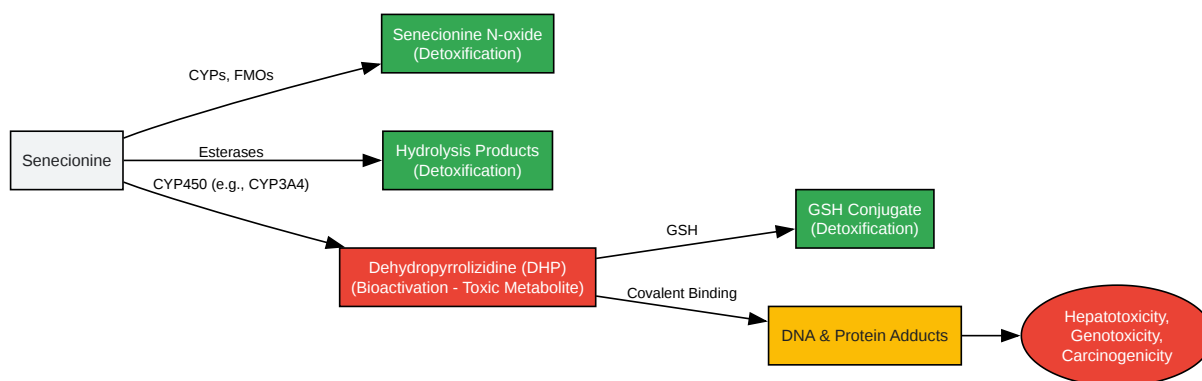 Senecionine N-oxide
(Detoxification)
CYPs, FMOs
Senecionine
Esterases
Hydrolysis Products
(Detoxification)
CYP450 (e.g., CYP3A4)
GSH Conjugate
(Detoxification)
GSH
Dehydropyrrolizidine (DHP)
(Bioactivation - Toxic Metabolite)
Covalent Binding
DNA & Protein Adducts
Hepatotoxicity,
Genotoxicity,
Carcinogenicity